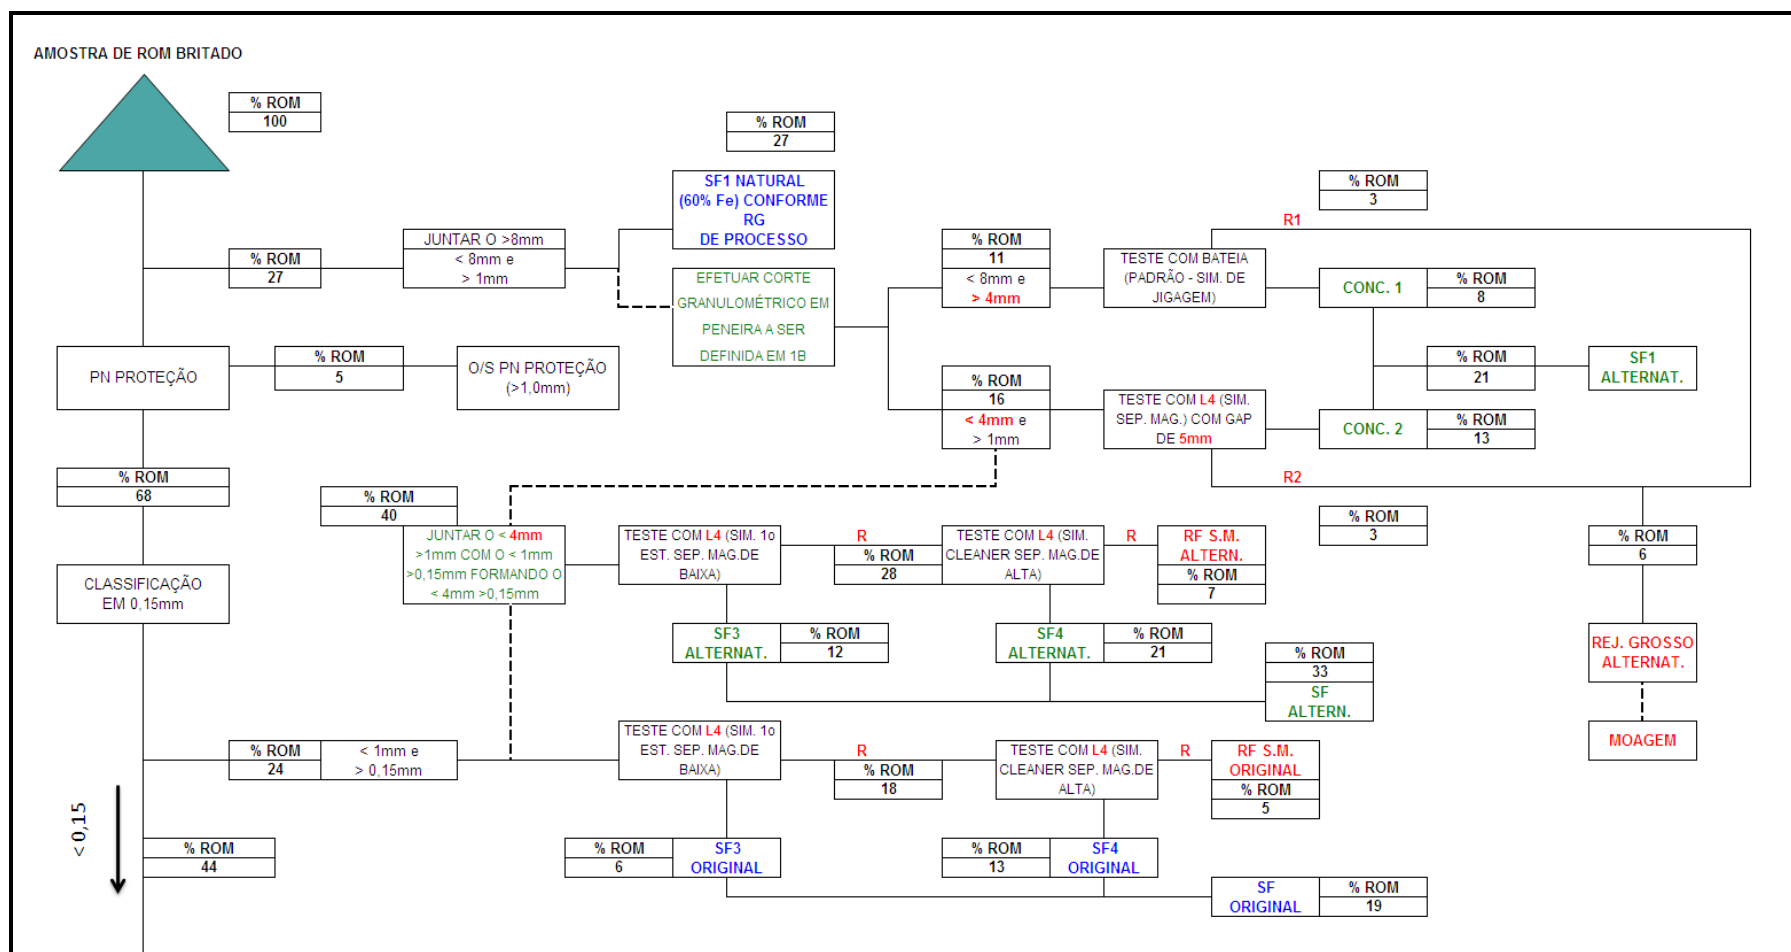 AMOSTRA DE ROM BRITADO
% ROM
100
% ROM
27
SF1 NATURAL
(60% Fe) CONFORME
RG
DE PROCESSO
% ROM
27
JUNTAR O >8mm
< 8mm e
> 1mm
EFETUAR CORTE
GRANULOMÉTRICO EM
PENEIRA A SER
DEFINIDA EM 1B
% ROM
11
< 8mm e
> 4mm
TESTE COM BATEIA
(PADRÃO - SIM. DE
JIGAGEM)
R1
% ROM
3
CONC. 1
% ROM
8
PN PROTEÇÃO
% ROM
5
O/S PN PROTEÇÃO
(>1,0mm)
% ROM
16
< 4mm e
> 1mm
TESTE COM L4 (SIM.
SEP. MAG.) COM GAP
DE 5mm
% ROM
21
SF1
ALTERNAT.
CONC. 2
% ROM
13
R2
% ROM
3
% ROM
6
% ROM
68
% ROM
40
JUNTAR O < 4mm
>1mm COM O < 1mm
>0,15mm FORMANDO O
< 4mm >0,15mm
TESTE COM L4 (SIM. 1o
EST. SEP. MAG.DE
BAIXA)
R
% ROM
28
TESTE COM L4 (SIM.
CLEANER SEP. MAG.DE
ALTA)
R
RF S.M.
ALTERN.
% ROM
7
CLASSIFICAÇÃO
EM 0,15mm
SF3
ALTERNAT.
% ROM
12
SF4
ALTERNAT.
% ROM
21
% ROM
33
SF
ALTERN.
REJ. GROSSO
ALTERNAT.
MOAGEM
% ROM
24
< 1mm e
> 0,15mm
TESTE COM L4 (SIM. 1o
EST. SEP. MAG.DE
BAIXA)
R
% ROM
18
TESTE COM L4 (SIM.
CLEANER SEP. MAG.DE
ALTA)
R
RF S.M.
ORIGINAL
% ROM
5
< 0,15
% ROM
44
% ROM
6
SF3
ORIGINAL
% ROM
13
SF4
ORIGINAL
SF
ORIGINAL
% ROM
19